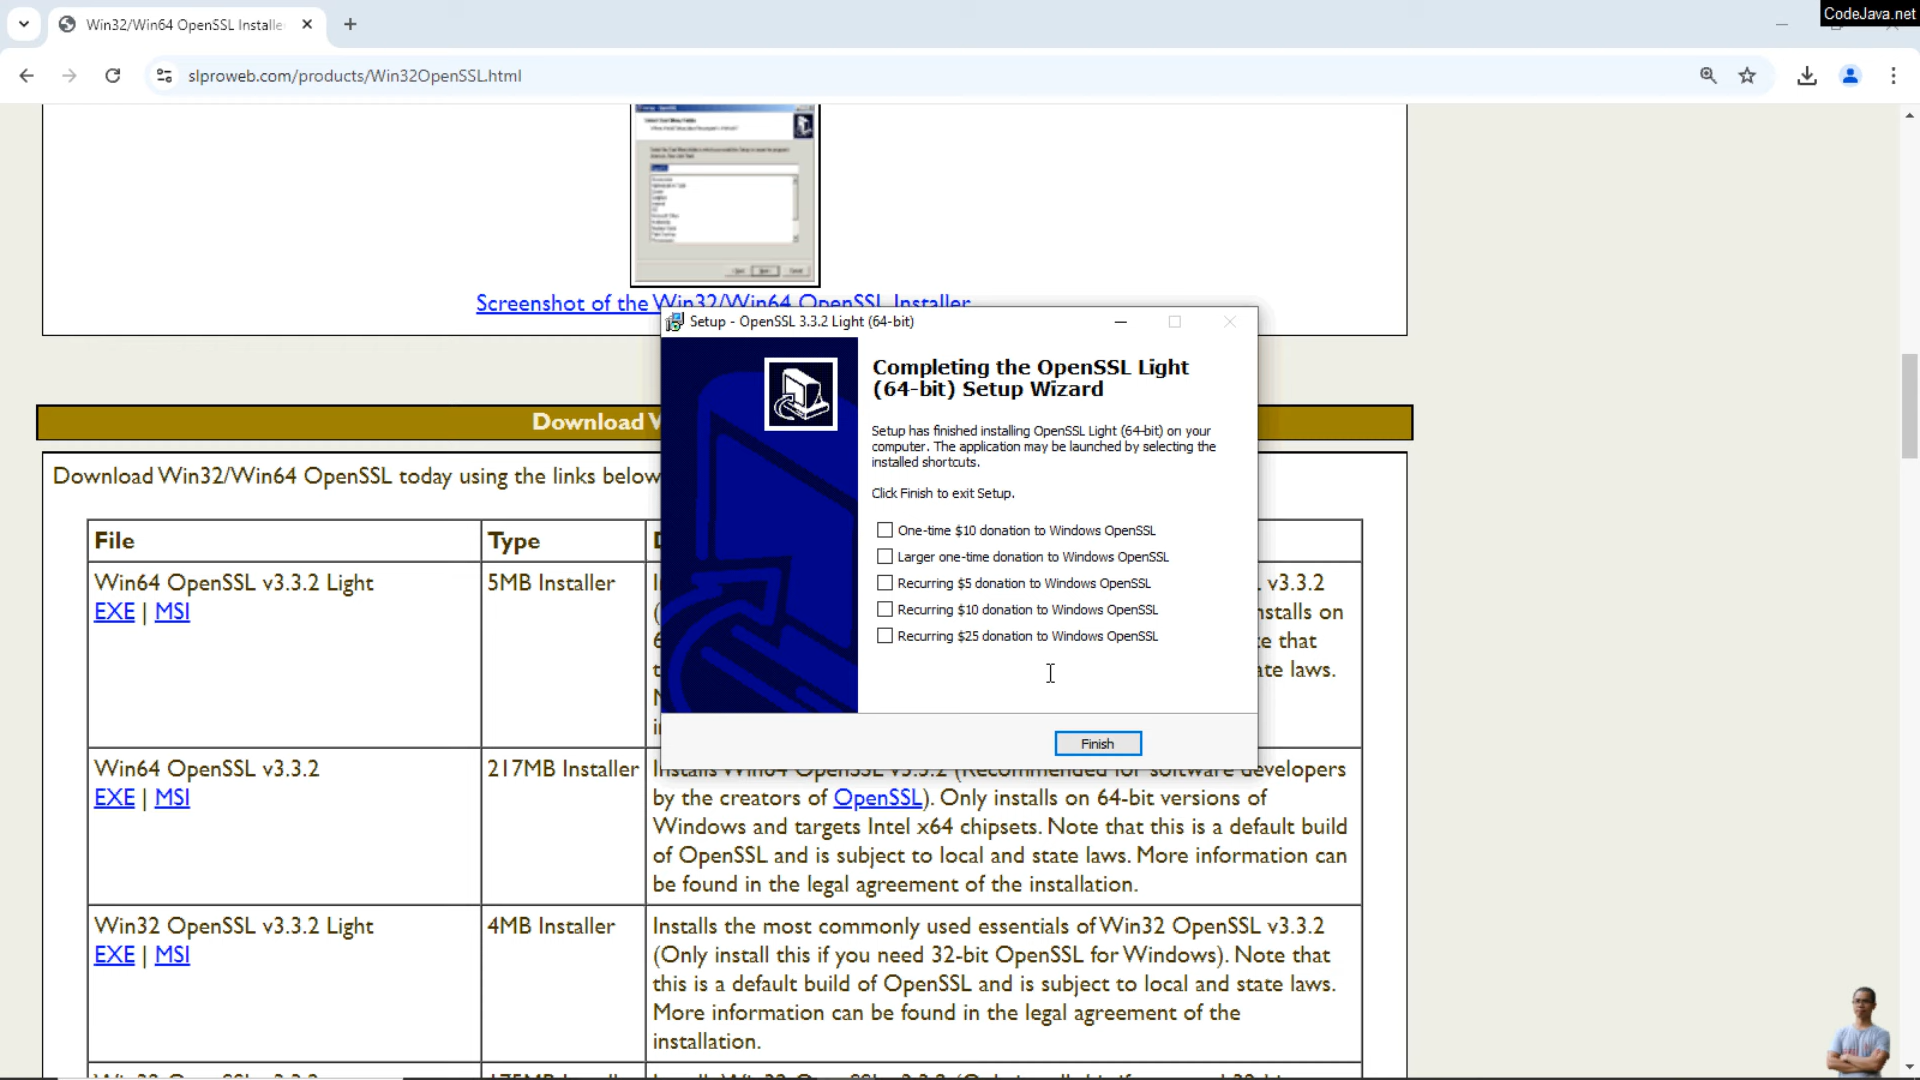 CodeJava.net
Win32/Win64 OpenSSL Installe
slproweb.com/products/Win32OpenSSL.html
Screenshot of the Win32/Win64 OpenSSL Installer
Setup - OpenSSL 3.3.2 Light (64-bit)
Completing the OpenSSL Light
(64-bit) Setup Wizard
Setup has finished installing OpenSSL Light (64-bit) on your
computer. The application may be launched by selecting the
installed shortcuts.
Click Finish to exit Setup.
One-time $10 donation to Windows OpenSSL
Larger one-time donation to Windows OpenSSL
Recurring $5 donation to Windows OpenSSL
Recurring $10 donation to Windows OpenSSL
Recurring $25 donation to Windows OpenSSL
Finish
Download
Download Win32/Win64 OpenSSL today using the links below
File Type
Win64 OpenSSL v3.3.2 Light 5MB Installer v3.3.2
EXE | MSI nstalls on
that
te laws.
Win64 OpenSSL v3.3.2 217MB Installer Installs Win64 OpenSSL v3.3.2 (Recommended for software developers
EXE | MSI by the creators of OpenSSL). Only installs on 64-bit versions of
Windows and targets Intel x64 chipsets. Note that this is a default build
of OpenSSL and is subject to local and state laws. More information can
be found in the legal agreement of the installation.
Win32 OpenSSL v3.3.2 Light 4MB Installer Installs the most commonly used essentials of Win32 OpenSSL v3.3.2
EXE | MSI (Only install this if you need 32-bit OpenSSL for Windows). Note that
this is a default build of OpenSSL and is subject to local and state laws.
More information can be found in the legal agreement of the
installation.